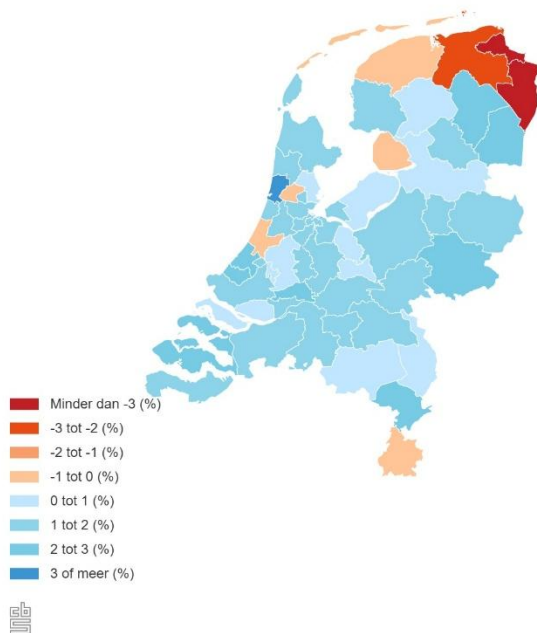 Minder dan -3 (%)
-3 tot -2 (%)
-2 tot -1 (%)
-1 tot 0 (%)
0 tot 1 (%)
1 tot 2 (%)
2 tot 3 (%)
3 of meer (%)
cbs